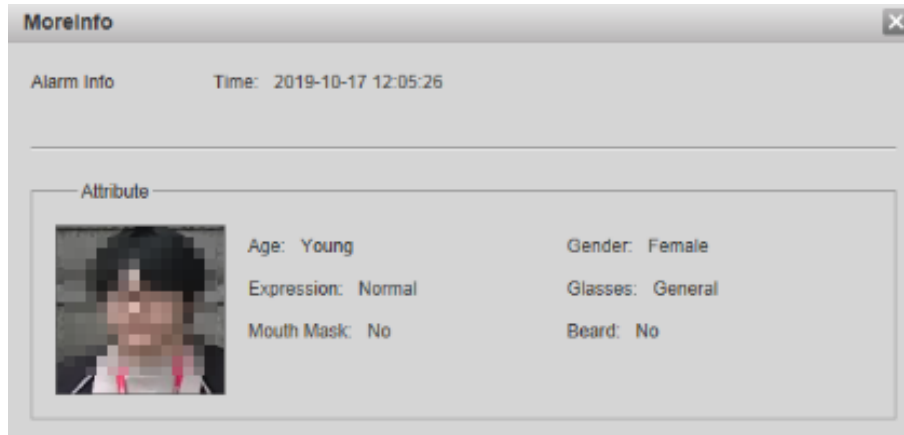 MoreInfo
Alarm Info Time: 2019-10-17 12:05:26
Attribute
Age: Young Gender: Female
Expression: Normal Glasses: General
Mouth Mask: No Beard: No